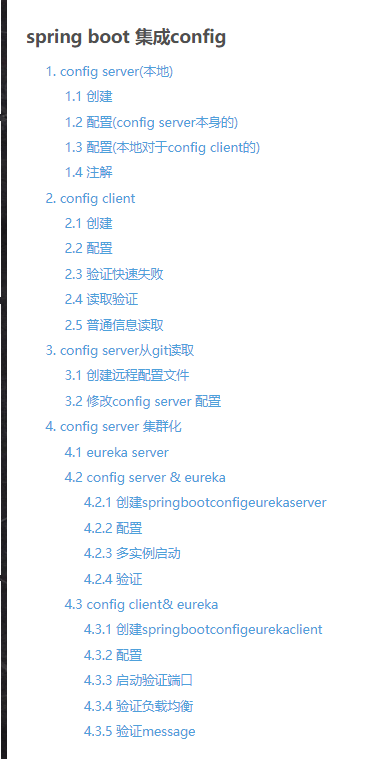 spring boot 集成config
1. config server(本地)
1.1 创建
1.2 配置(config server本身的)
1.3 配置(本地对于config client的)
1.4 注解
2. config client
2.1 创建
2.2 配置
2.3 验证快速失败
2.4 读取验证
2.5 普通信息读取
3. config server从git读取
3.1 创建远程配置文件
3.2 修改config server 配置
4. config server 集群化
4.1 eureka server
4.2 config server & eureka
4.2.1 创建springbootconfigeurekaserver
4.2.2 配置
4.2.3 多实例启动
4.2.4 验证
4.3 config client& eureka
4.3.1 创建springbootconfigeurekaclient
4.3.2 配置
4.3.3 启动验证端口
4.3.4 验证负载均衡
4.3.5 验证message